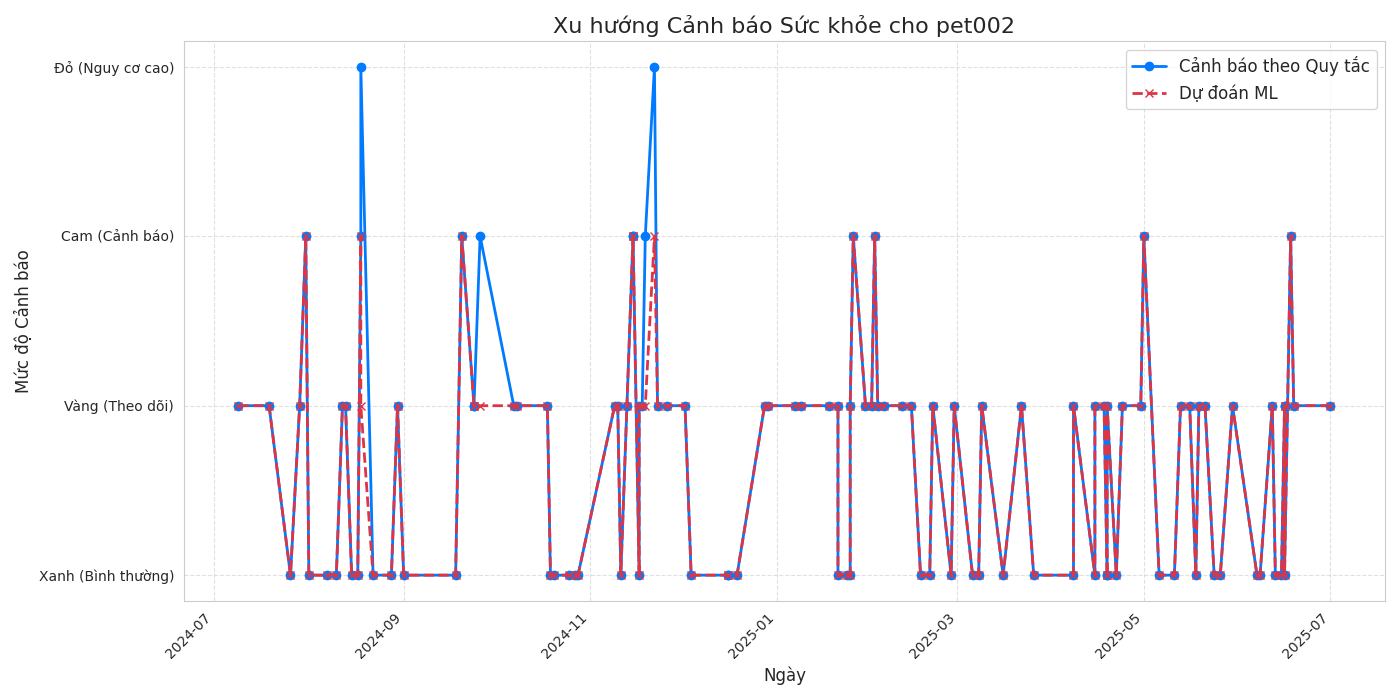 Xu hướng Cảnh báo Sức khỏe cho pet002
Cảnh báo theo Quy tắc
Dự đoán ML
Mức độ Cảnh báo
Đỏ (Nguy cơ cao)
Cam (Cảnh báo)
Vàng (Theo dõi)
Xanh (Bình thường)
2024-07
2024-09
2024-11
2025-01
2025-03
2025-05
2025-07
Ngày